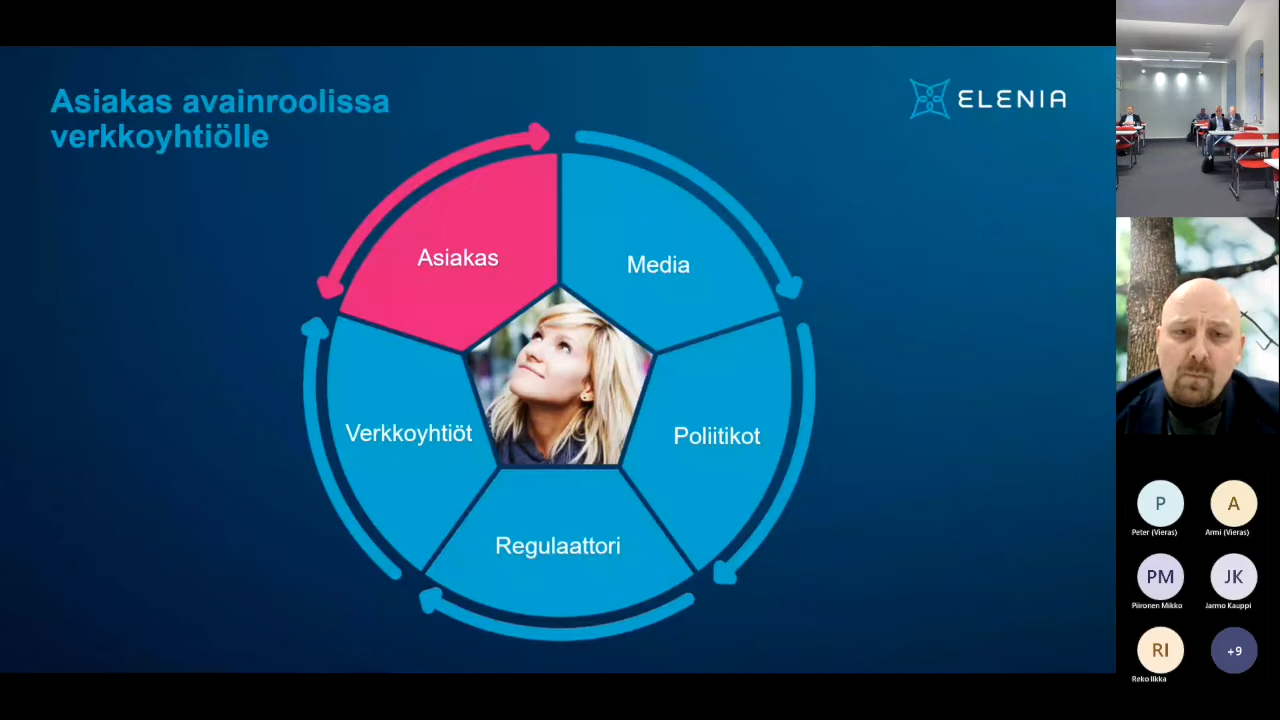 Asiakas avainroolissa
verkkoyhtiölle
ELENIA
Asiakas
Media
Verkkoyhtiöt
Poliitikot
Regulaattori
P
A
Peter (Vieras)
Armi (Vieras)
PM
JK
Piironen Mikko
Jarmo Kauppi
RI
+9
Reko Ilkka